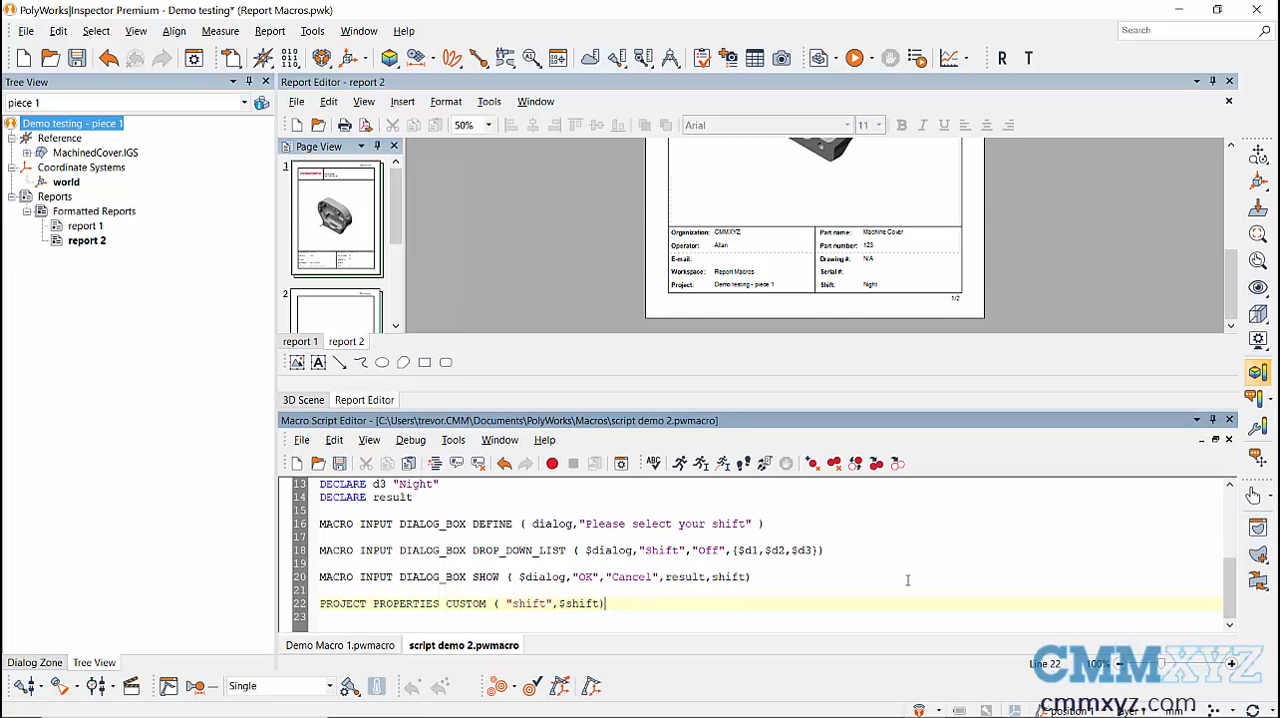 PolyWorks|Inspector Premium - Demo testing* (Report Macros.pwk)
File Edit Select View Align Measure Report Tools Window Help
Search
R T
Tree View
Report Editor - report 2
piece 1
File Edit View Insert Format Tools Window
50%
Arial
11
B I U
Demo testing - piece 1
Reference
MachinedCover.IGS
Coordinate Systems
world
Reports
Formatted Reports
report 1
report 2
Page View
1
2
Organization: CMMXYZ Part name: Machine Cover
Operator: Allan Part number: 123
E-mail: Drawing #: N/A
Workspace: Report Macros Serial #:
Project: Demo testing - piece 1 Shift: Night
1/2
report 1 report 2
3D Scene Report Editor
Macro Script Editor - [C:\Users\trevor.CMM\Documents\PolyWorks\Macros\script demo 2.pwmacro]
File Edit View Debug Tools Window Help
13 DECLARE d3 "Night"
14 DECLARE result
15
16 MACRO INPUT DIALOG_BOX DEFINE ( dialog,"Please select your shift" )
17
18 MACRO INPUT DIALOG_BOX DROP_DOWN_LIST ( $dialog,"Shift","Off",{$d1,$d2,$d3})
19
20 MACRO INPUT DIALOG_BOX SHOW ( $dialog,"OK","Cancel",result,shift)
21
22 PROJECT PROPERTIES CUSTOM ( "shift",$shift)
23
Demo Macro 1.pwmacro script demo 2.pwmacro
Dialog Zone Tree View
Line 22 100%
CMMXYZ
cmmxyz.com
Single
position 1
layer 1
mm